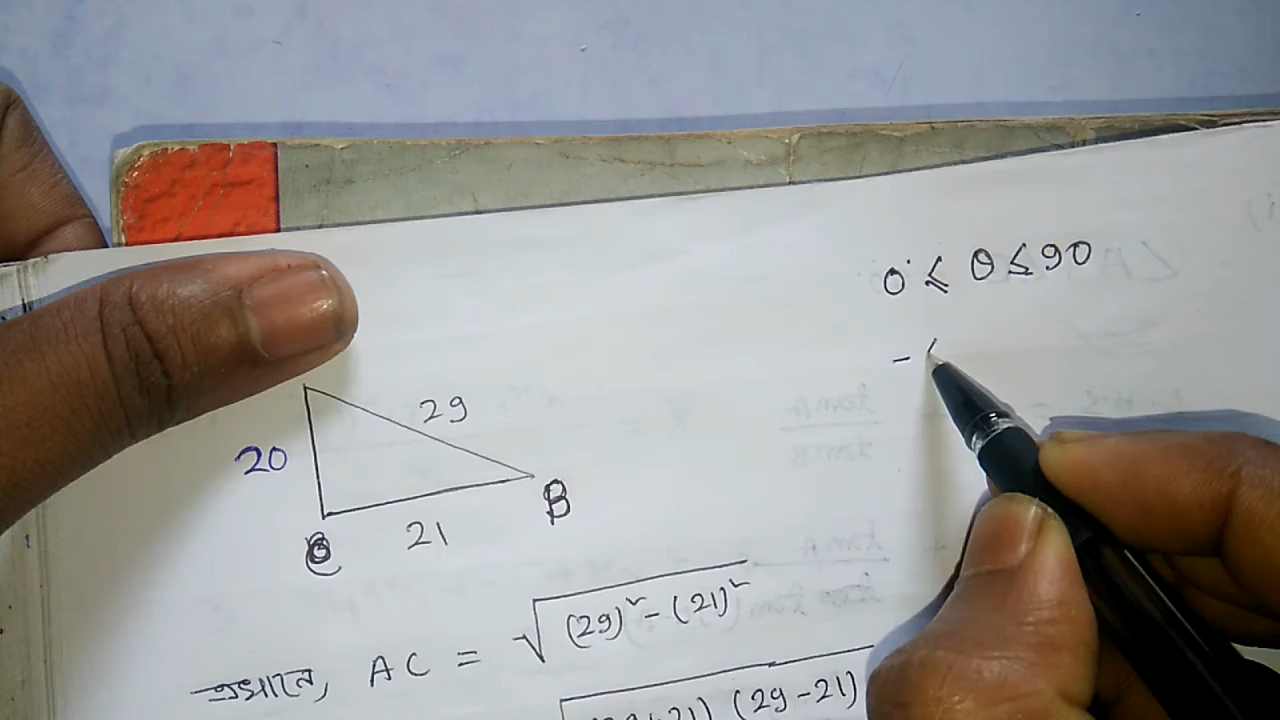 0° ⩽ θ ≤ 90
-
29
20
21
B
C
এখানে, AC = √(29)² - (21)²
(29-21)